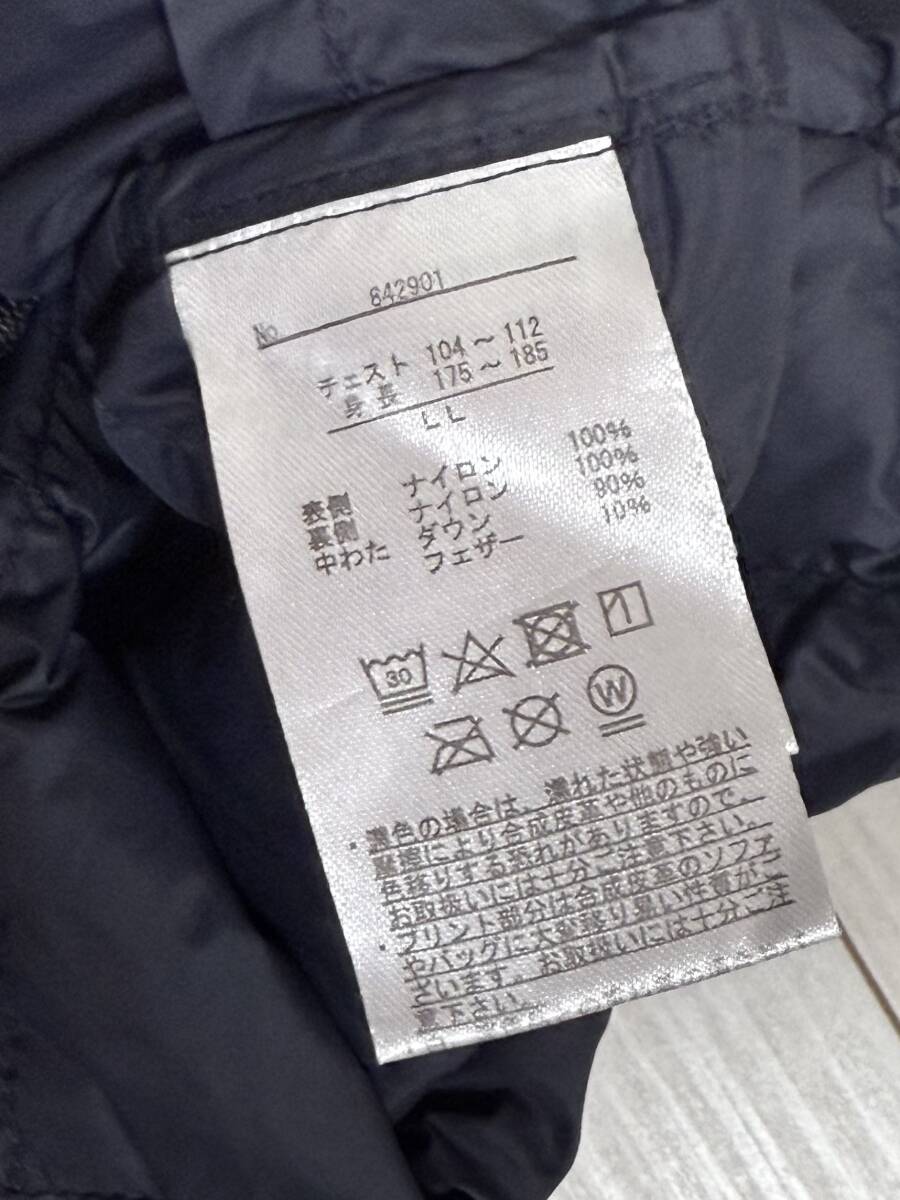 No. 642901
チェスト 104～112
身長 175～185
LL
表側 ナイロン 100%
裏側 ナイロン 100%
中わた ダウン 90%
フェザー 10%
30
W
・濃色の場合は、濡れた状態や強い
摩擦により合成皮革や他のものに
色移りする恐れがありますので、
お取扱いには十分ご注意下さい。
・プリント部分は合成皮革のソファ
やバッグに大変移り易い性質がご
ざいます。お取扱いには十分ご注
意下さい。